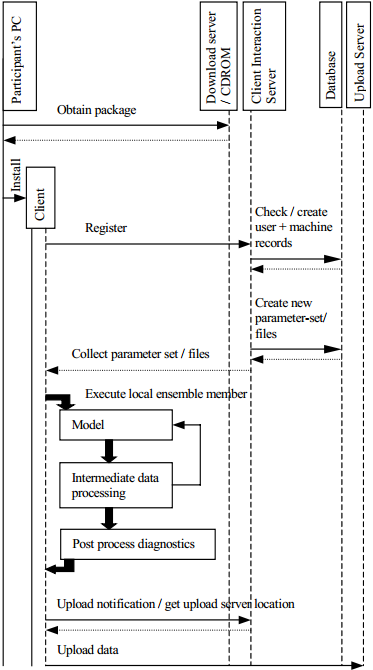 Participant's PC
Download server
/ CDROM
Client Interaction
Server
Database
Upload Server
Obtain package
Install
Client
Register
Check / create
user + machine
records
Create new
parameter-set/
files
Collect parameter set / files
Execute local ensemble member
Model
Intermediate data
processing
Post process diagnostics
Upload notification / get upload server location
Upload data